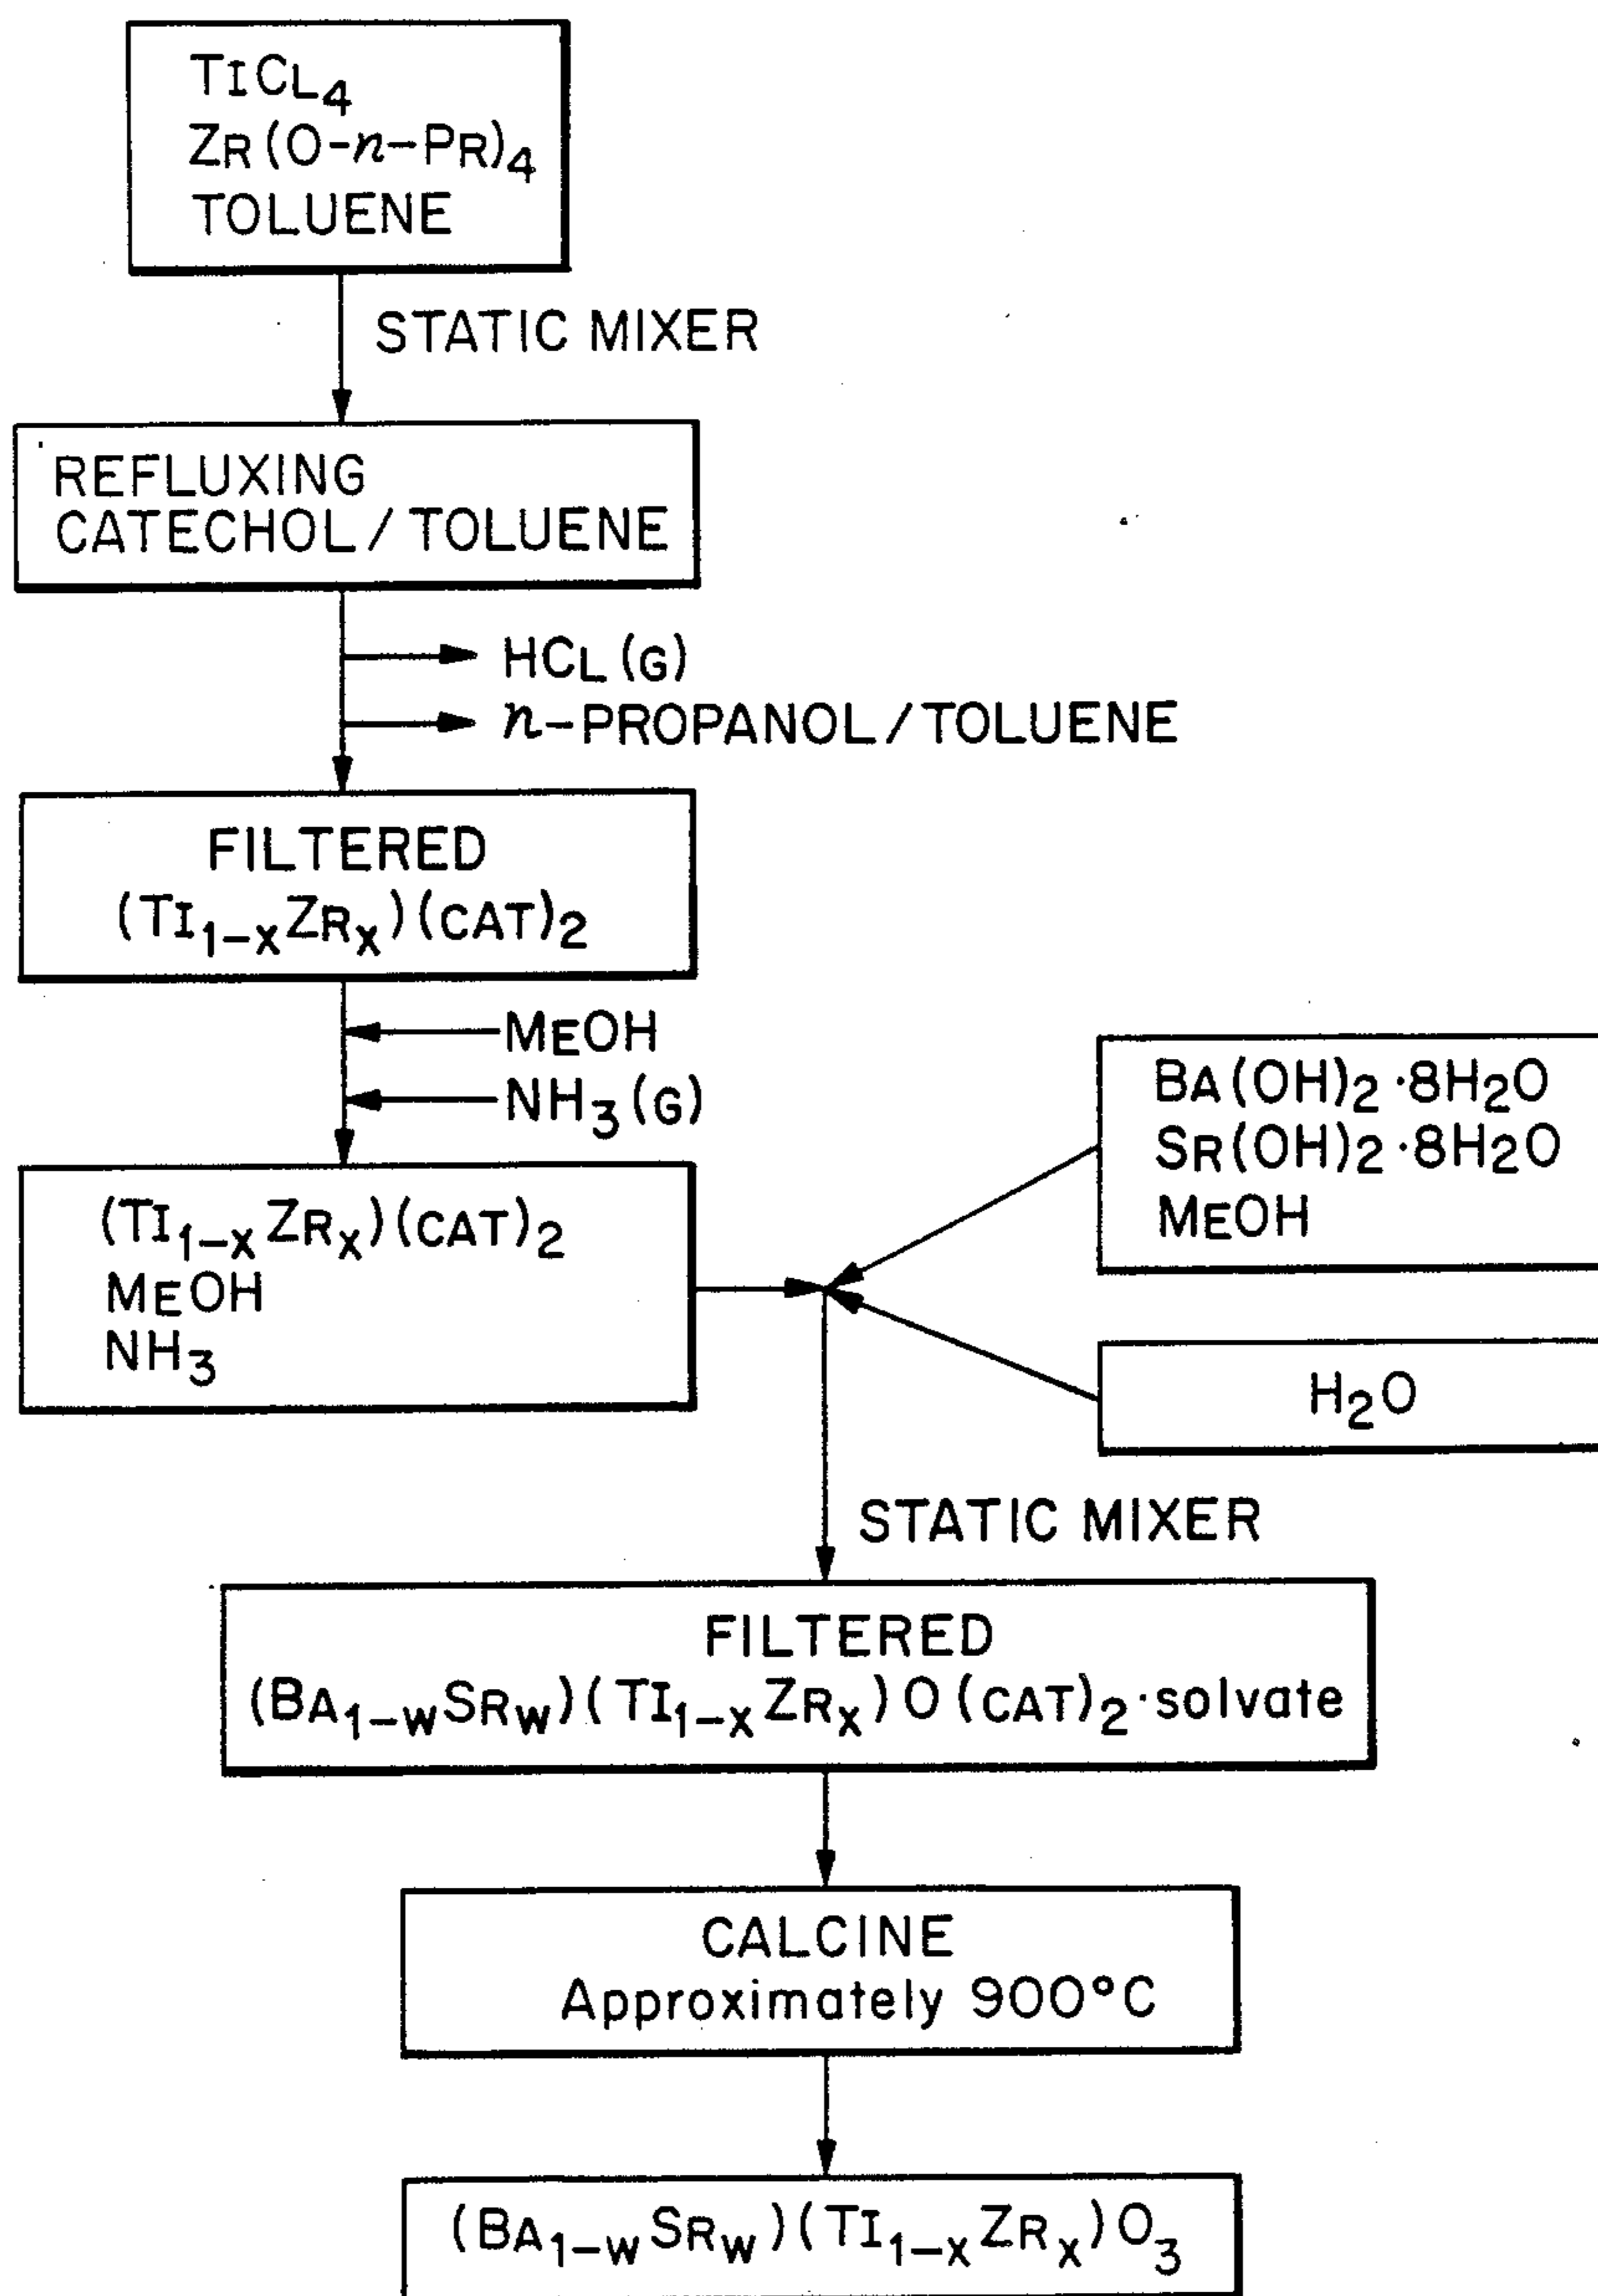 TiCl₄
Zr(O-n-Pr)₄
TOLUENE
STATIC MIXER
REFLUXING
CATECHOL/TOLUENE
HCl (G)
n-PROPANOL/TOLUENE
FILTERED
(Ti₁₋ₓZrₓ)(CAT)₂
MeOH
NH₃(G)
(Ti₁₋ₓZrₓ)(CAT)₂
MeOH
NH₃
Ba(OH)₂·8H₂O
Sr(OH)₂·8H₂O
MeOH
H₂O
STATIC MIXER
FILTERED
(Ba₁₋wSrw)(Ti₁₋ₓZrₓ)O(CAT)₂·solvate
CALCINE
Approximately 900°C
(Ba₁₋wSrw)(Ti₁₋ₓZrₓ)O₃